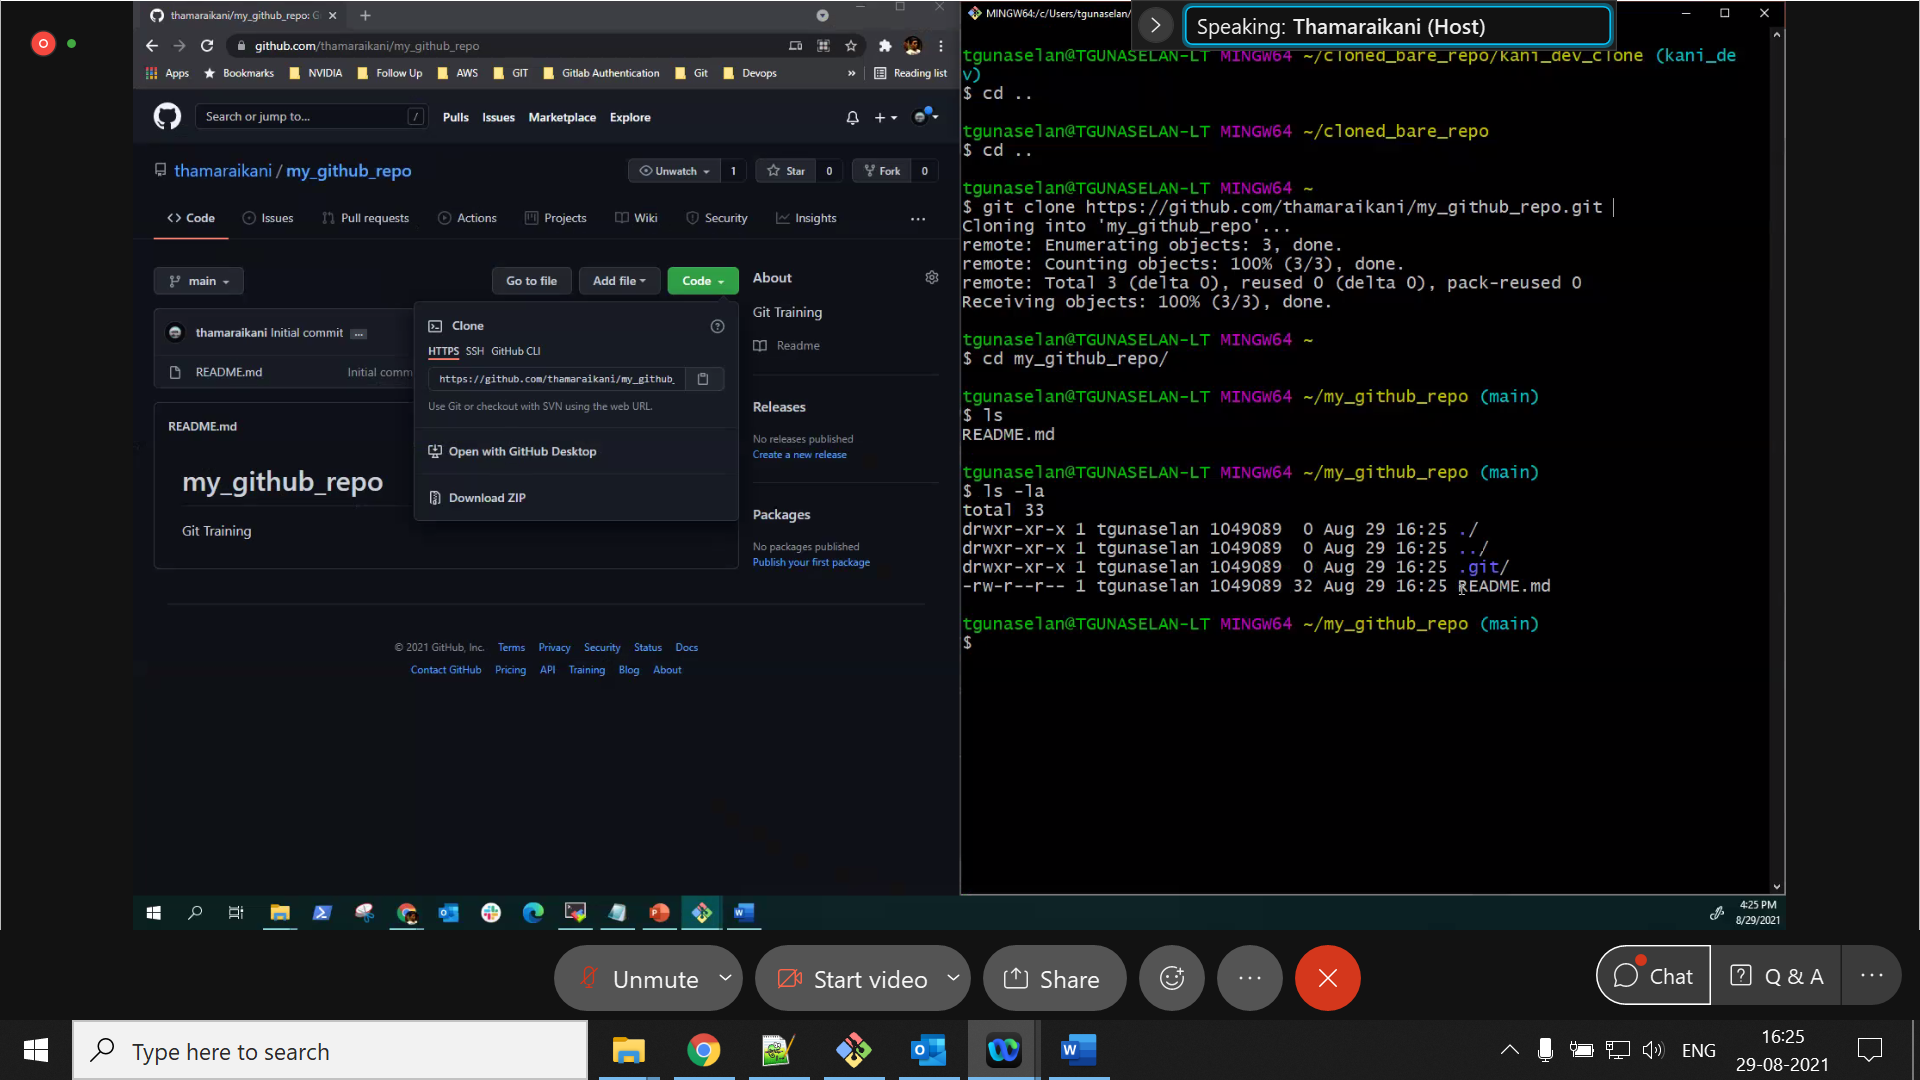 thamaraikani/my_github_repo: G
github.com/thamaraikani/my_github_repo
Apps Bookmarks NVIDIA Follow Up AWS GIT Gitlab Authentication Git Devops » Reading list
Search or jump to... /
Pulls Issues Marketplace Explore
thamaraikani / my_github_repo
Unwatch 1 Star 0 Fork 0
Code Issues Pull requests Actions Projects Wiki Security Insights ...
main Go to file Add file Code
thamaraikani Initial commit ...
README.md Initial comm
Clone
HTTPS SSH GitHub CLI
https://github.com/thamaraikani/my_github_
Use Git or checkout with SVN using the web URL.
Open with GitHub Desktop
Download ZIP
README.md
my_github_repo
Git Training
About
Git Training
Readme
Releases
No releases published
Create a new release
Packages
No packages published
Publish your first package
© 2021 GitHub, Inc. Terms Privacy Security Status Docs
Contact GitHub Pricing API Training Blog About
MINGW64:/c/Users/tgunaselan/
Speaking: Thamaraikani (Host)
tgunaselan@TGUNASELAN-LT MINGW64 ~/cloned_bare_repo/kani_dev_clone (kani_de
v)
$ cd ..
tgunaselan@TGUNASELAN-LT MINGW64 ~/cloned_bare_repo
$ cd ..
tgunaselan@TGUNASELAN-LT MINGW64 ~
$ git clone https://github.com/thamaraikani/my_github_repo.git
Cloning into 'my_github_repo'...
remote: Enumerating objects: 3, done.
remote: Counting objects: 100% (3/3), done.
remote: Total 3 (delta 0), reused 0 (delta 0), pack-reused 0
Receiving objects: 100% (3/3), done.
tgunaselan@TGUNASELAN-LT MINGW64 ~
$ cd my_github_repo/
tgunaselan@TGUNASELAN-LT MINGW64 ~/my_github_repo (main)
$ ls
README.md
tgunaselan@TGUNASELAN-LT MINGW64 ~/my_github_repo (main)
$ ls -la
total 33
drwxr-xr-x 1 tgunaselan 1049089 0 Aug 29 16:25 ./
drwxr-xr-x 1 tgunaselan 1049089 0 Aug 29 16:25 ../
drwxr-xr-x 1 tgunaselan 1049089 0 Aug 29 16:25 .git/
-rw-r--r-- 1 tgunaselan 1049089 32 Aug 29 16:25 README.md
tgunaselan@TGUNASELAN-LT MINGW64 ~/my_github_repo (main)
$
4:25 PM
8/29/2021
Unmute Start video Share ... Chat Q & A ...
Type here to search
ENG
16:25
29-08-2021